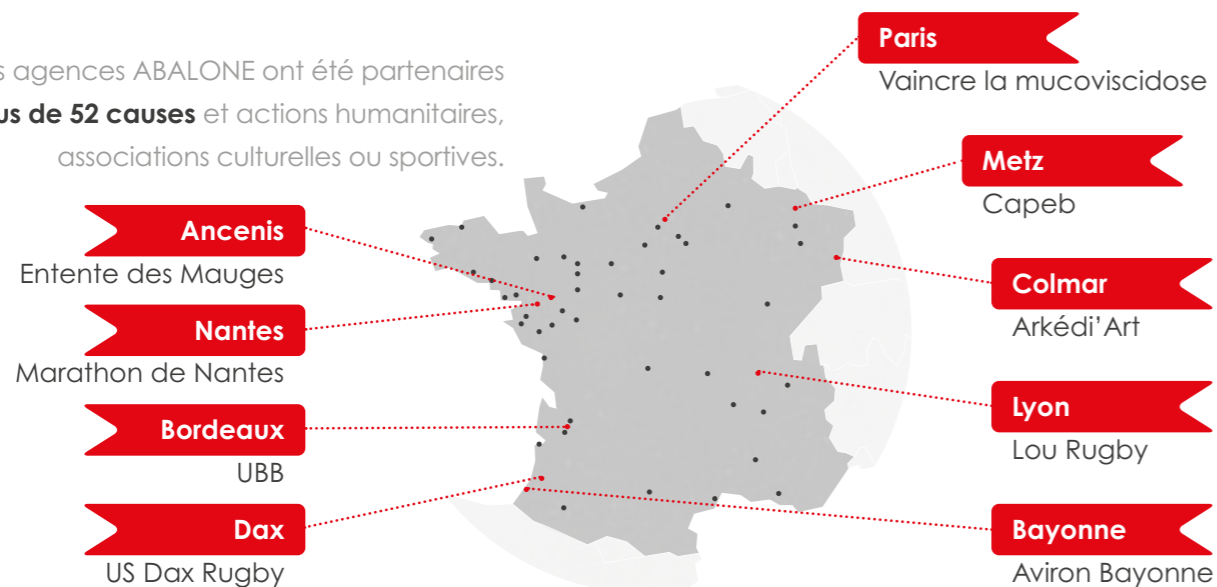 agences ABALONE ont été partenaires
de 52 causes et actions humanitaires,
associations culturelles ou sportives.
Paris
Vaincre la mucoviscidose
Metz
Capeb
Ancenis
Entente des Mauges
Colmar
Arkédi’Art
Nantes
Marathon de Nantes
Lyon
Lou Rugby
Bordeaux
UBB
Dax
US Dax Rugby
Bayonne
Aviron Bayonne